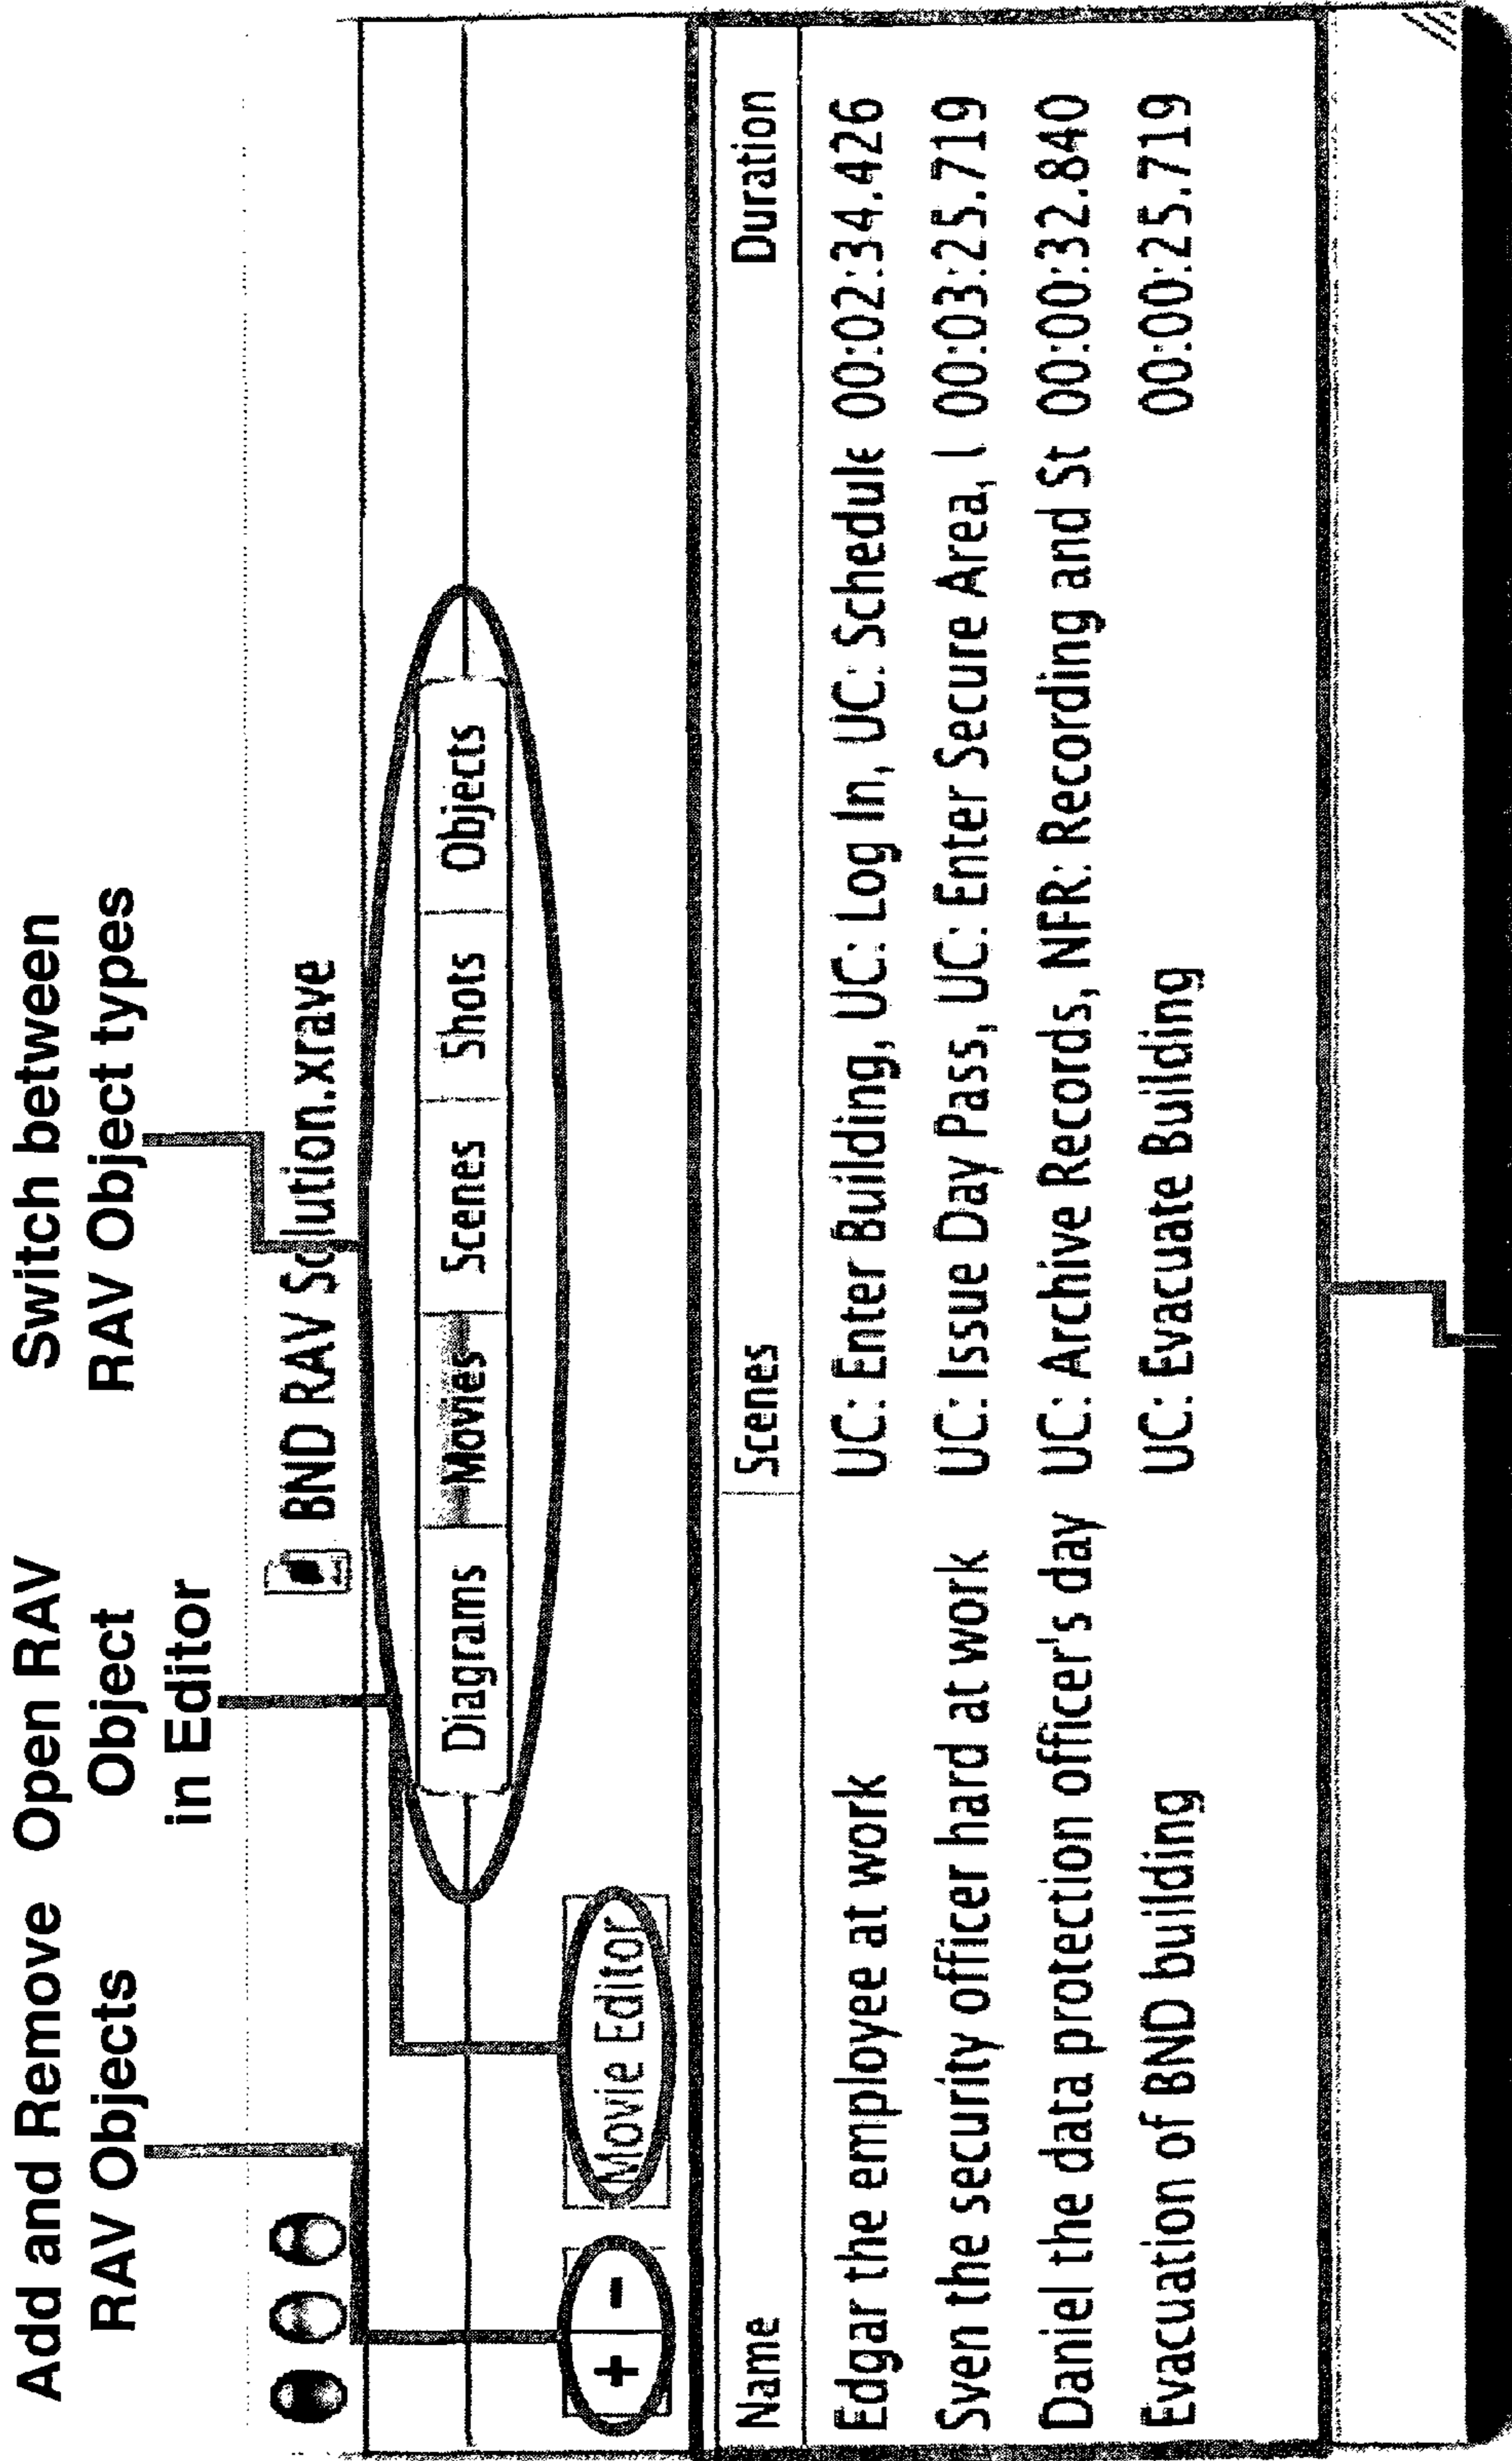 Add and Remove
RAV Objects
Open RAV
Object
in Editor
Switch between
RAV Object types
BND RAV Solution.xrave
Diagrams Movies Scenes Shots Objects
+ - Movie Editor
Name Scenes Duration
Edgar the employee at work UC: Enter Building, UC: Log In, UC: Schedule 00:02:34.426
Sven the security officer hard at work UC: Issue Day Pass, UC: Enter Secure Area, 00:03:25.719
Daniel the data protection officer's day UC: Archive Records, NFR: Recording and St 00:00:32.840
Evacuation of BND building UC: Evacuate Building 00:00:25.719